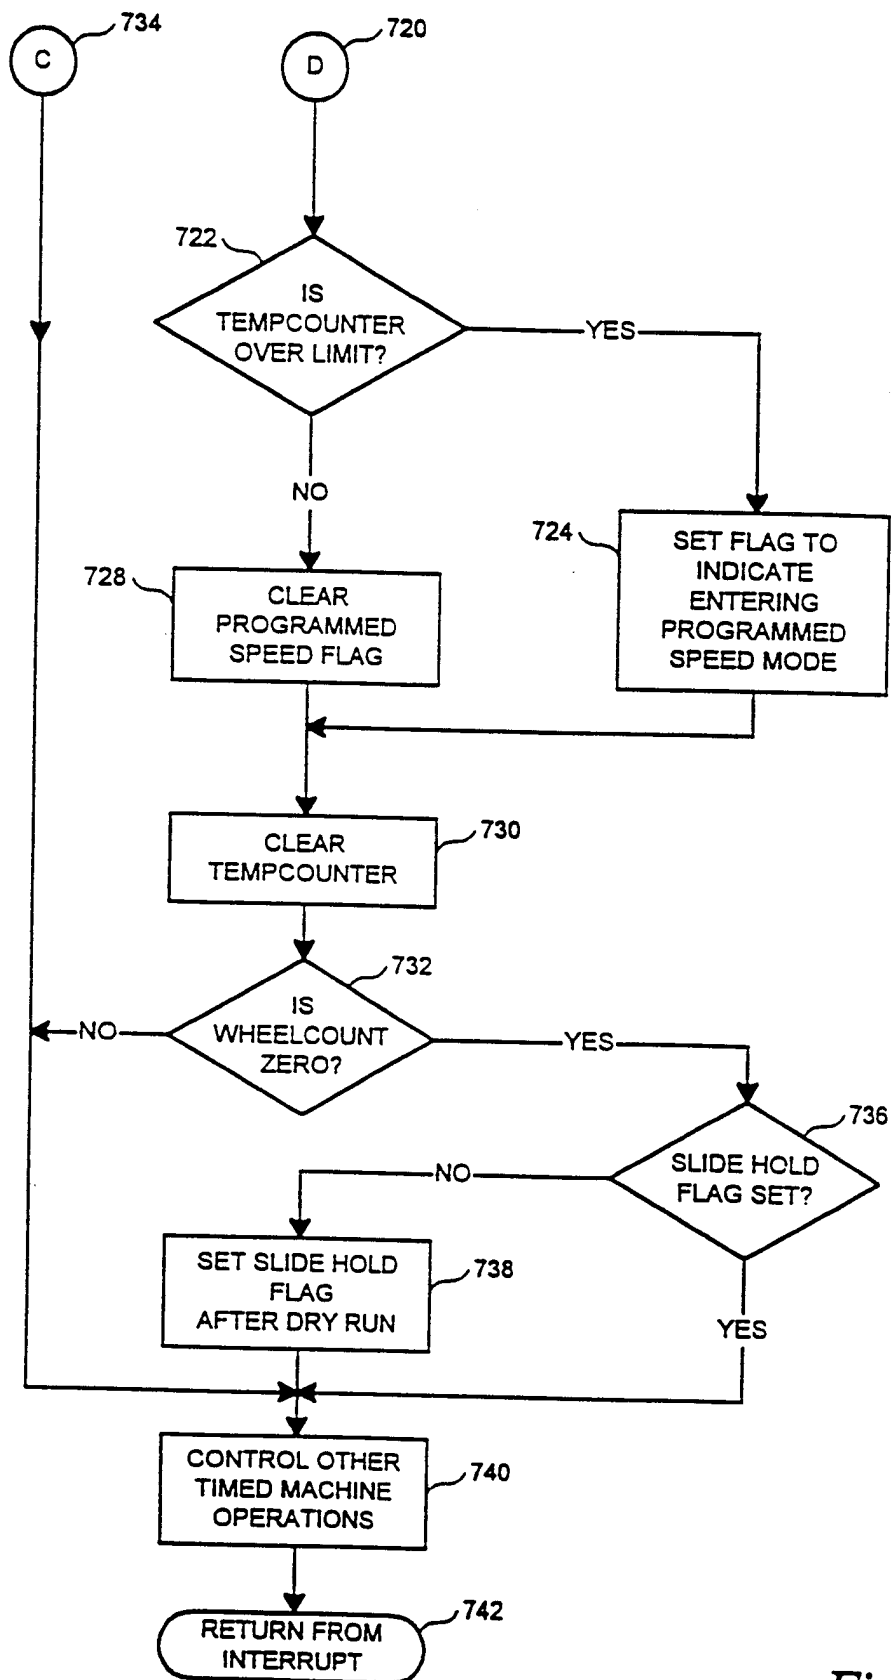 734
C
720
D
722
IS
TEMPCOUNTER
OVER LIMIT?
YES
NO
724
SET FLAG TO
INDICATE
ENTERING
PROGRAMMED
SPEED MODE
728
CLEAR
PROGRAMMED
SPEED FLAG
730
CLEAR
TEMPCOUNTER
732
IS
WHEELCOUNT
ZERO?
NO
YES
736
SLIDE HOLD
FLAG SET?
NO
YES
738
SET SLIDE HOLD
FLAG
AFTER DRY RUN
740
CONTROL OTHER
TIMED MACHINE
OPERATIONS
742
RETURN FROM
INTERRUPT